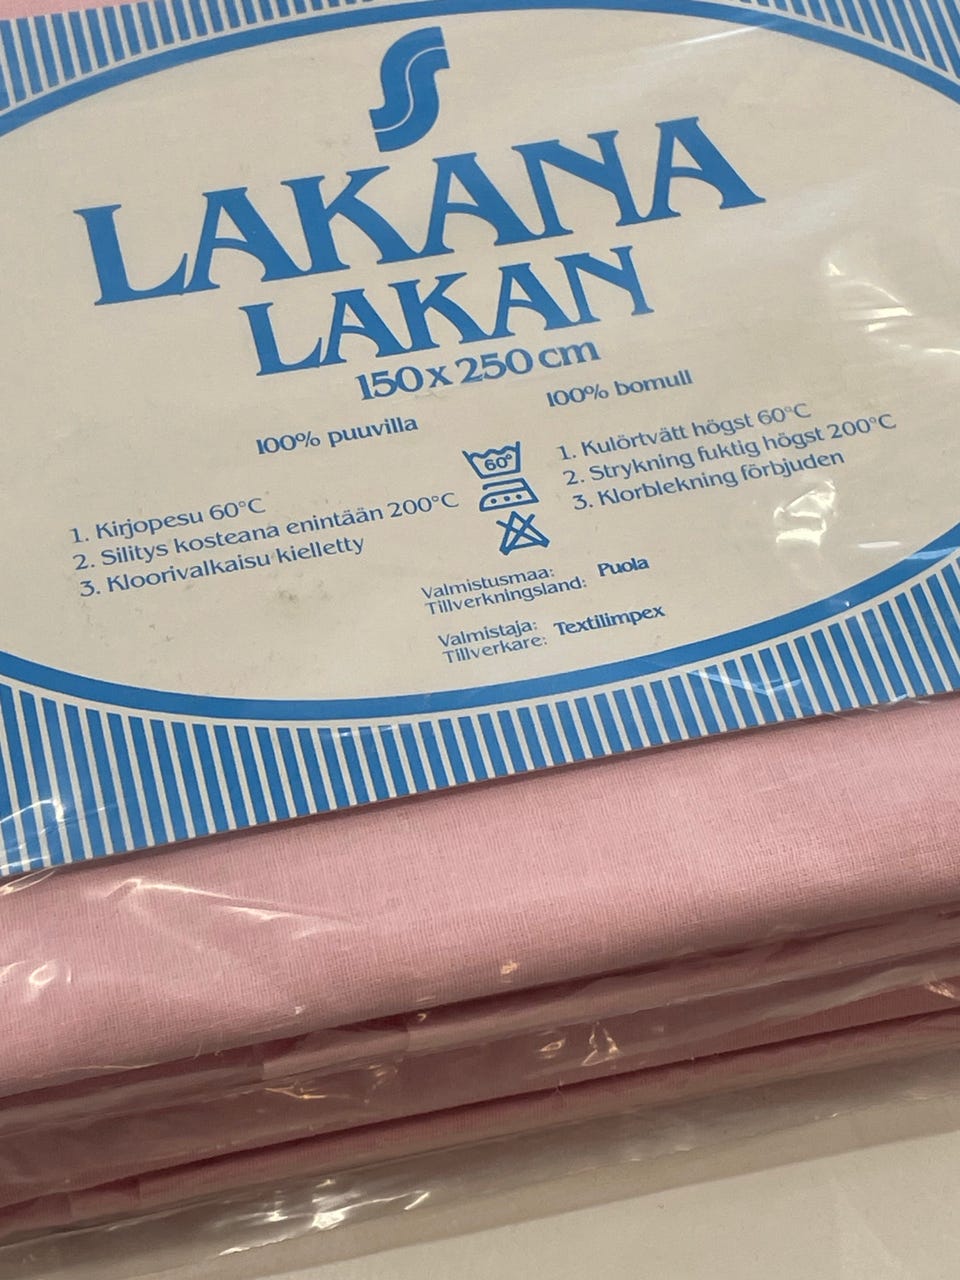 LAKANA
LAKAN
150 x 250 cm
100% puuvilla
1. Kirjopesu 60°C
2. Silitys kosteana enintään 200°C
3. Kloorivalkaisu kielletty
60°
100% bomull
1. Kulörtvätt högst 60°C
2. Strykning fuktig högst 200°C
3. Klorblekning förbjuden
Valmistusmaa:
Tillverkningsland: Puola
Valmistaja:
Tillverkare: Textilimpex